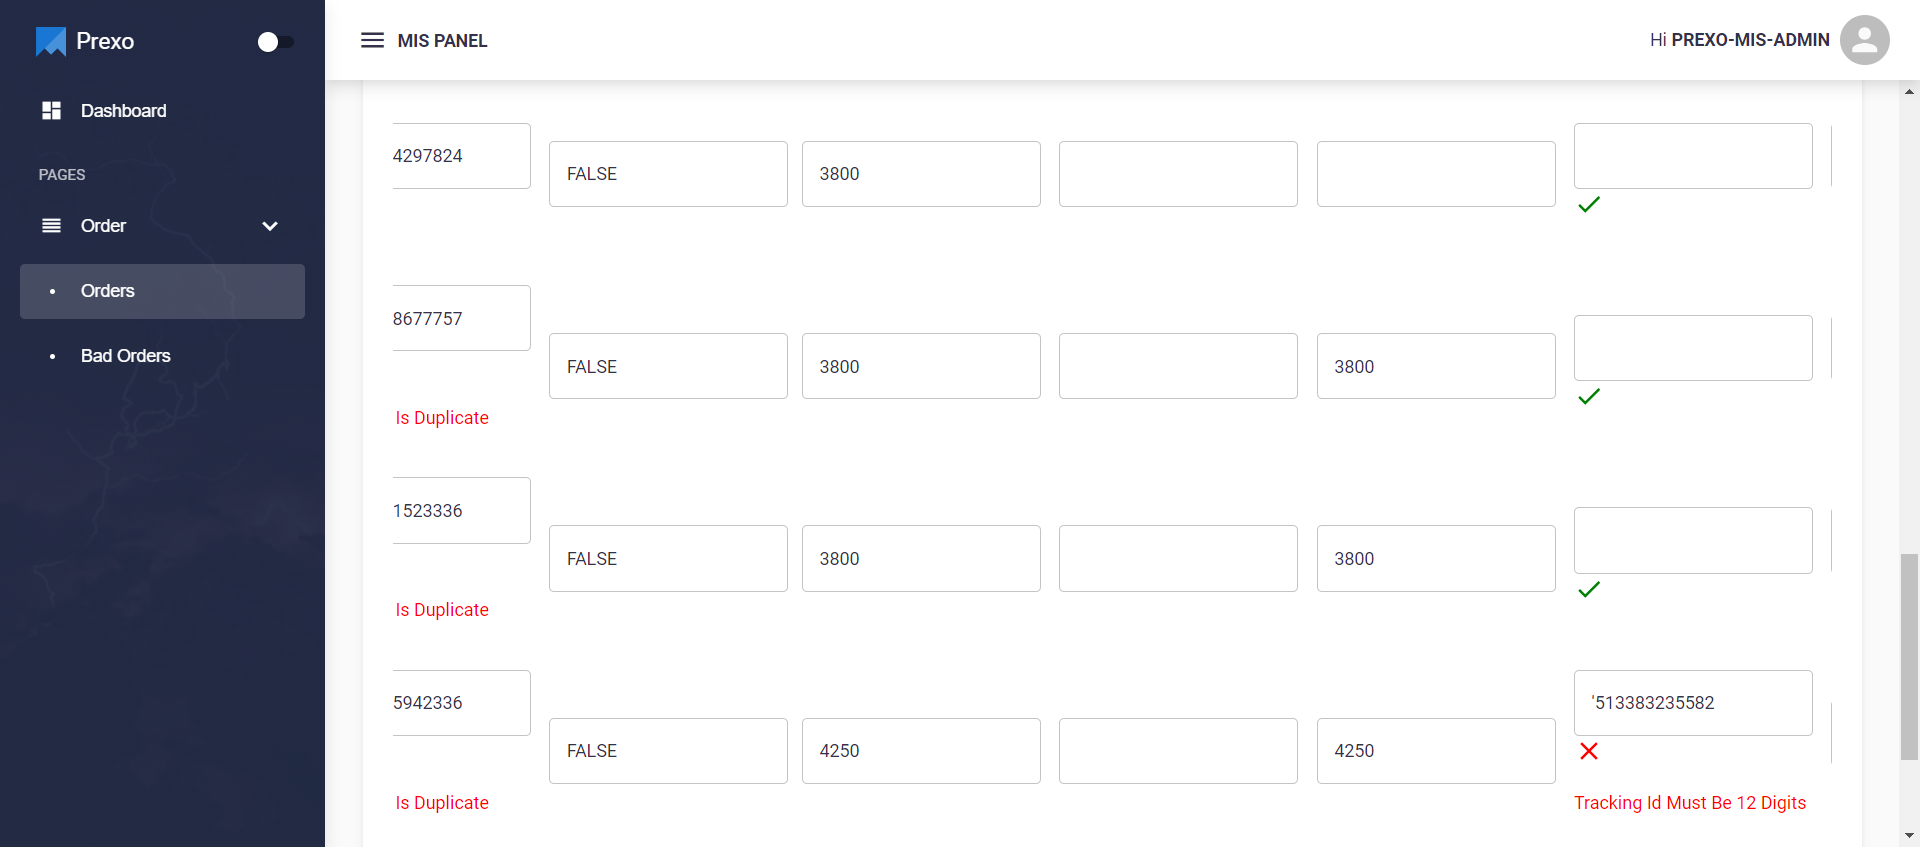 Prexo
MIS PANEL
Hi PREXO-MIS-ADMIN
Dashboard
PAGES
Order
Orders
Bad Orders
4297824
FALSE
3800
8677757
FALSE
3800
3800
Is Duplicate
1523336
FALSE
3800
3800
Is Duplicate
5942336
FALSE
4250
4250
'513383235582
Is Duplicate
Tracking Id Must Be 12 Digits